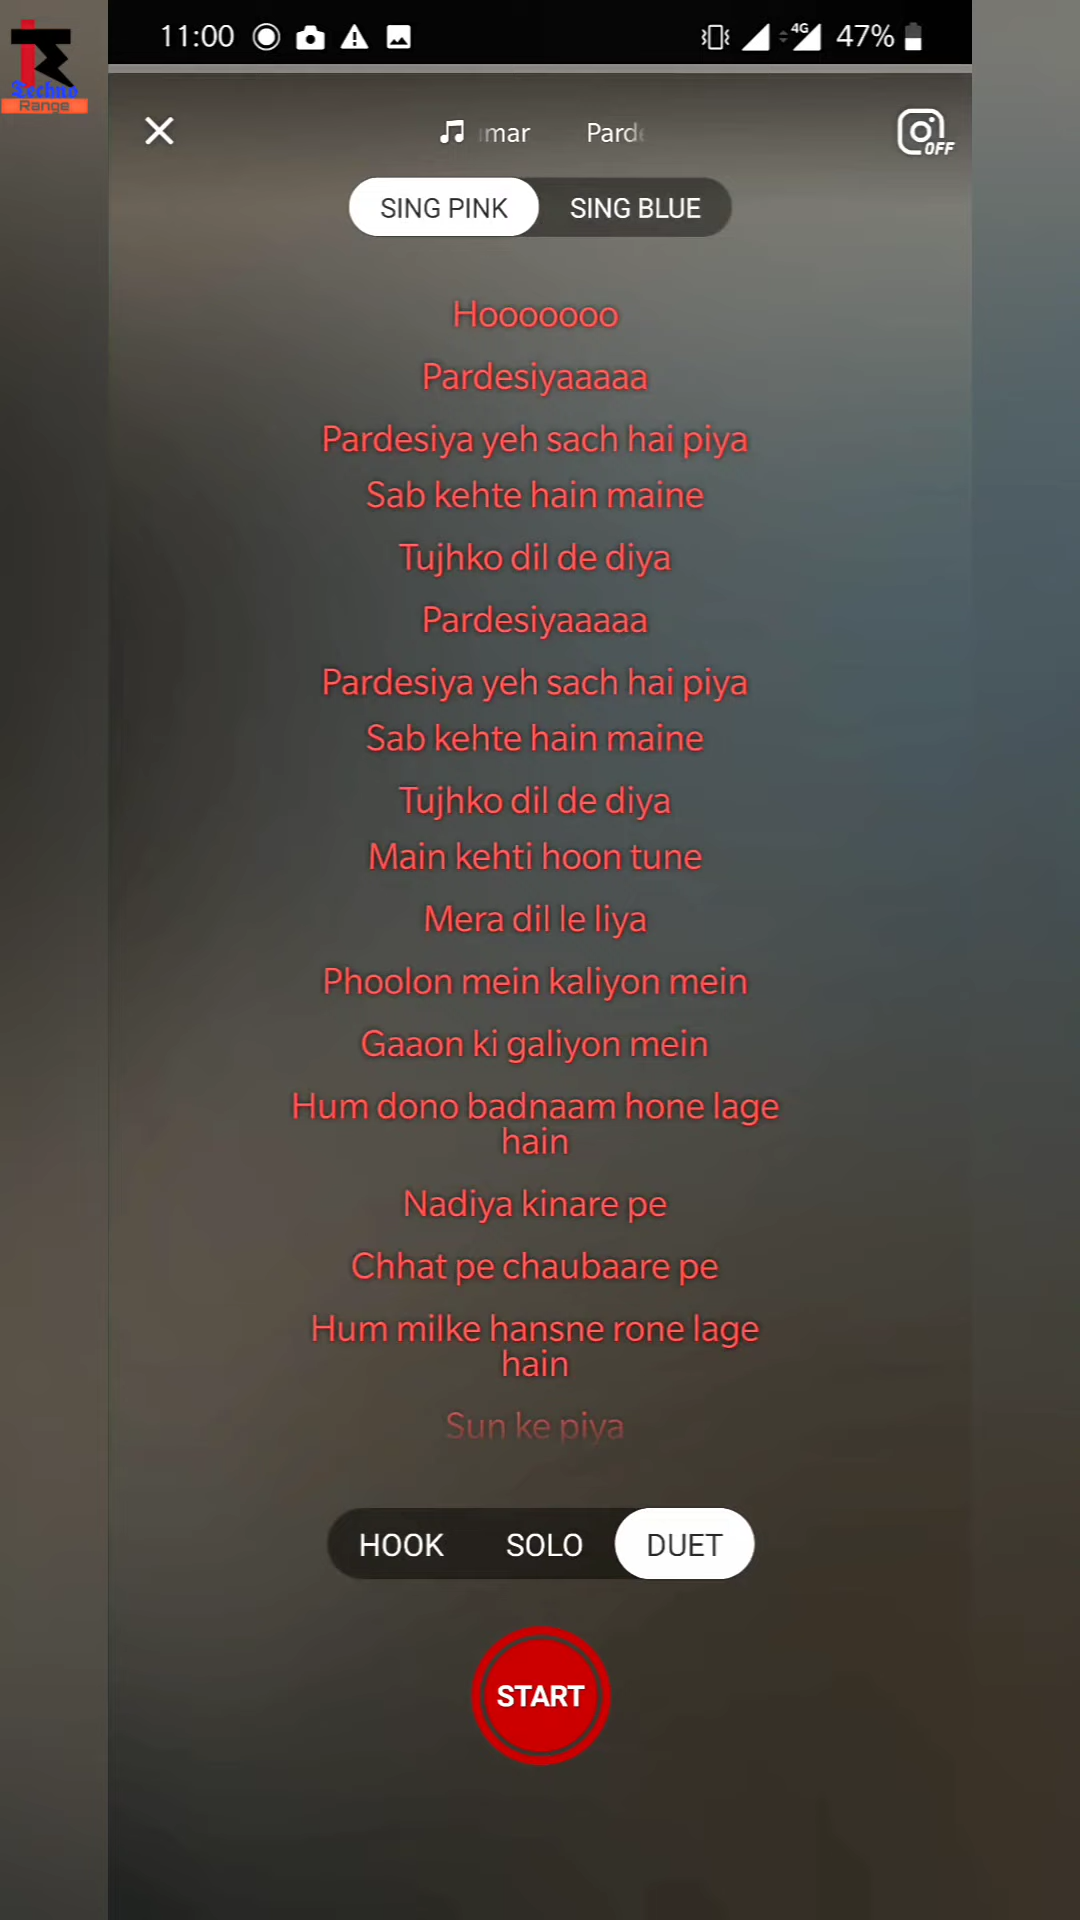 Techno
Range
11:00
4G
47%
mar Pard
OFF
SING PINK SING BLUE
Hooooooo
Pardesiyaaaaa
Pardesiya yeh sach hai piya
Sab kehte hain maine
Tujhko dil de diya
Pardesiyaaaaa
Pardesiya yeh sach hai piya
Sab kehte hain maine
Tujhko dil de diya
Main kehti hoon tune
Mera dil le liya
Phoolon mein kaliyon mein
Gaaon ki galiyon mein
Hum dono badnaam hone lage
hain
Nadiya kinare pe
Chhat pe chaubaare pe
Hum milke hansne rone lage
hain
Sun ke piya
HOOK SOLO DUET
START